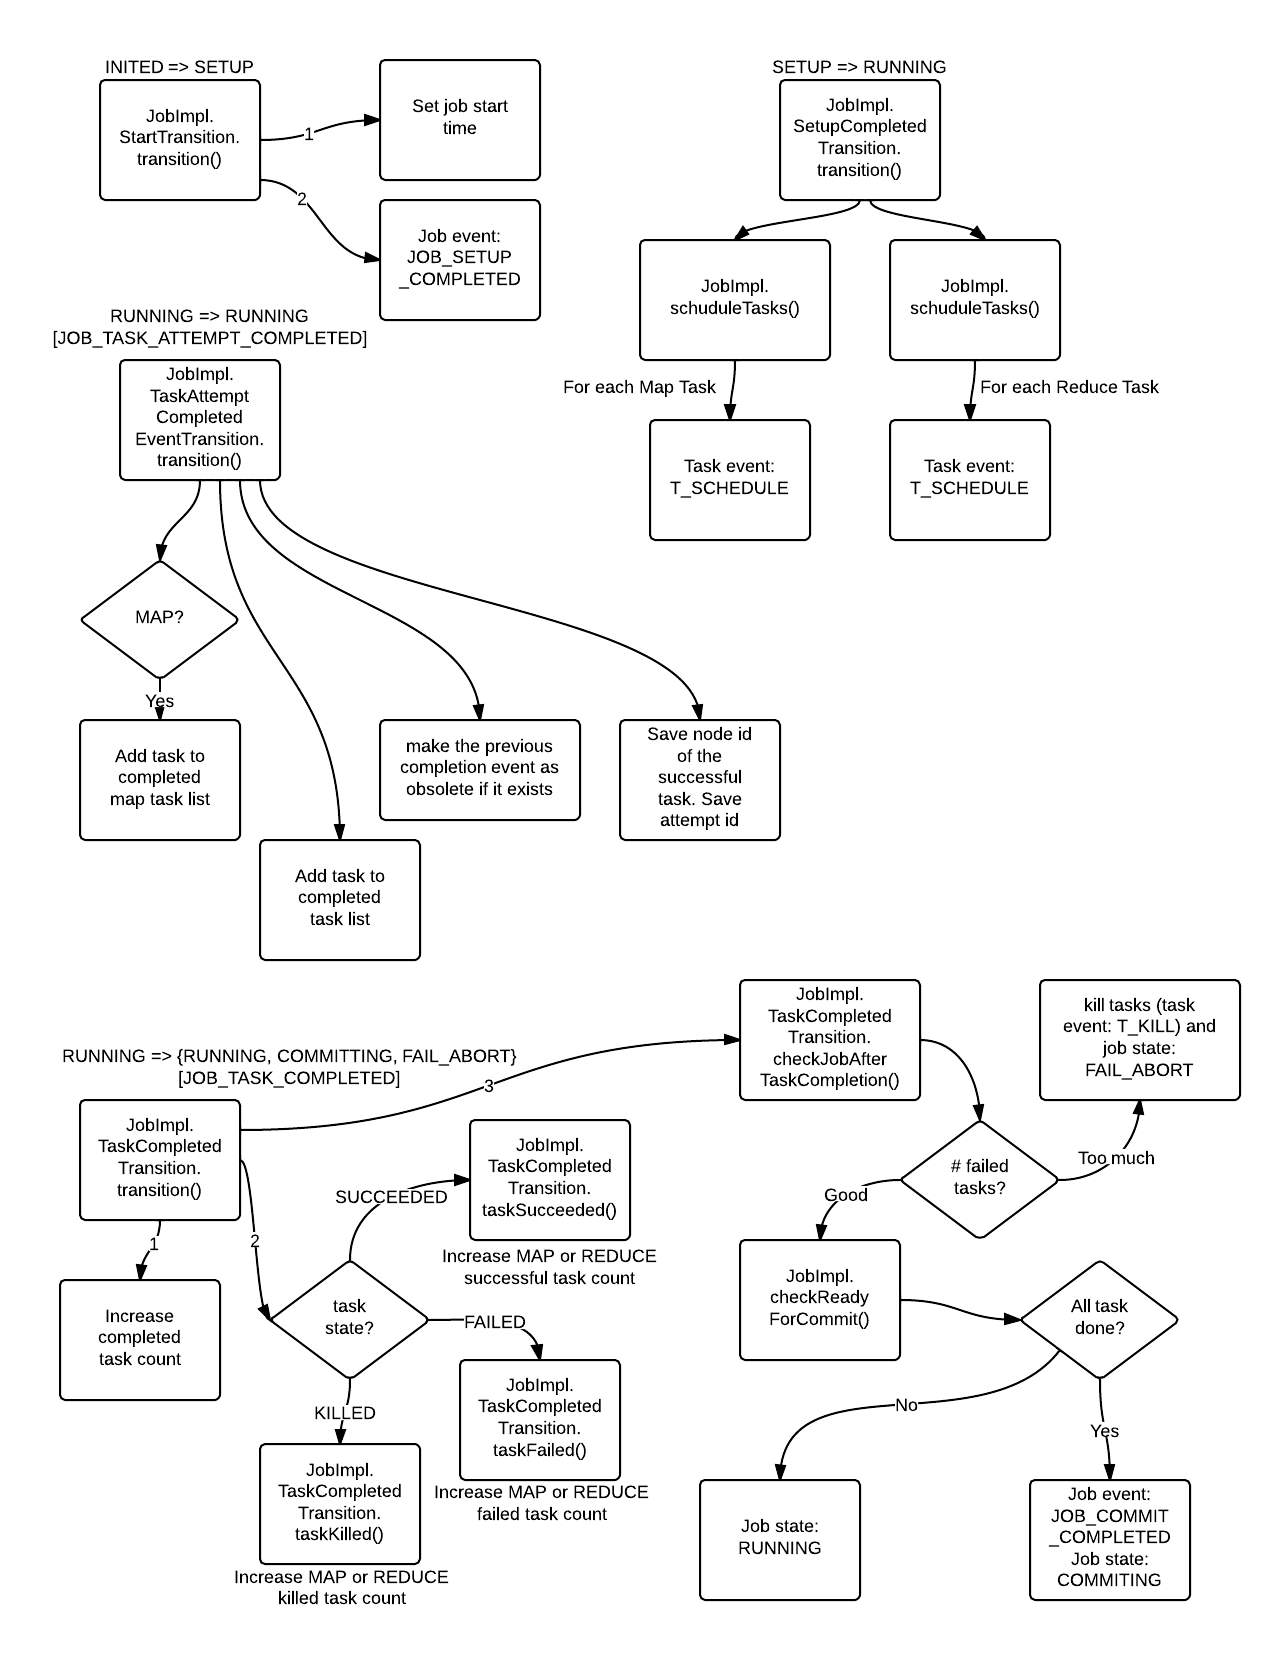 INITED => SETUP
JobImpl.
StartTransition.
transition()
1
Set job start
time
2
Job event:
JOB_SETUP
_COMPLETED
SETUP => RUNNING
JobImpl.
SetupCompleted
Transition.
transition()
JobImpl.
schuduleTasks()
JobImpl.
schuduleTasks()
For each Map Task
For each Reduce Task
Task event:
T_SCHEDULE
Task event:
T_SCHEDULE
RUNNING => RUNNING
[JOB_TASK_ATTEMPT_COMPLETED]
JobImpl.
TaskAttempt
Completed
EventTransition.
transition()
MAP?
Yes
Add task to
completed
map task list
Add task to
completed
task list
make the previous
completion event as
obsolete if it exists
Save node id
of the
successful
task. Save
attempt id
RUNNING => {RUNNING, COMMITTING, FAIL_ABORT}
[JOB_TASK_COMPLETED]
JobImpl.
TaskCompleted
Transition.
transition()
1
Increase
completed
task count
2
task
state?
SUCCEEDED
JobImpl.
TaskCompleted
Transition.
taskSucceeded()
Increase MAP or REDUCE
successful task count
FAILED
JobImpl.
TaskCompleted
Transition.
taskFailed()
Increase MAP or REDUCE
failed task count
KILLED
JobImpl.
TaskCompleted
Transition.
taskKilled()
Increase MAP or REDUCE
killed task count
3
JobImpl.
TaskCompleted
Transition.
checkJobAfter
TaskCompletion()
# failed
tasks?
Too much
kill tasks (task
event: T_KILL) and
job state:
FAIL_ABORT
Good
JobImpl.
checkReady
ForCommit()
All task
done?
No
Job state:
RUNNING
Yes
Job event:
JOB_COMMIT
_COMPLETED
Job state:
COMMITING